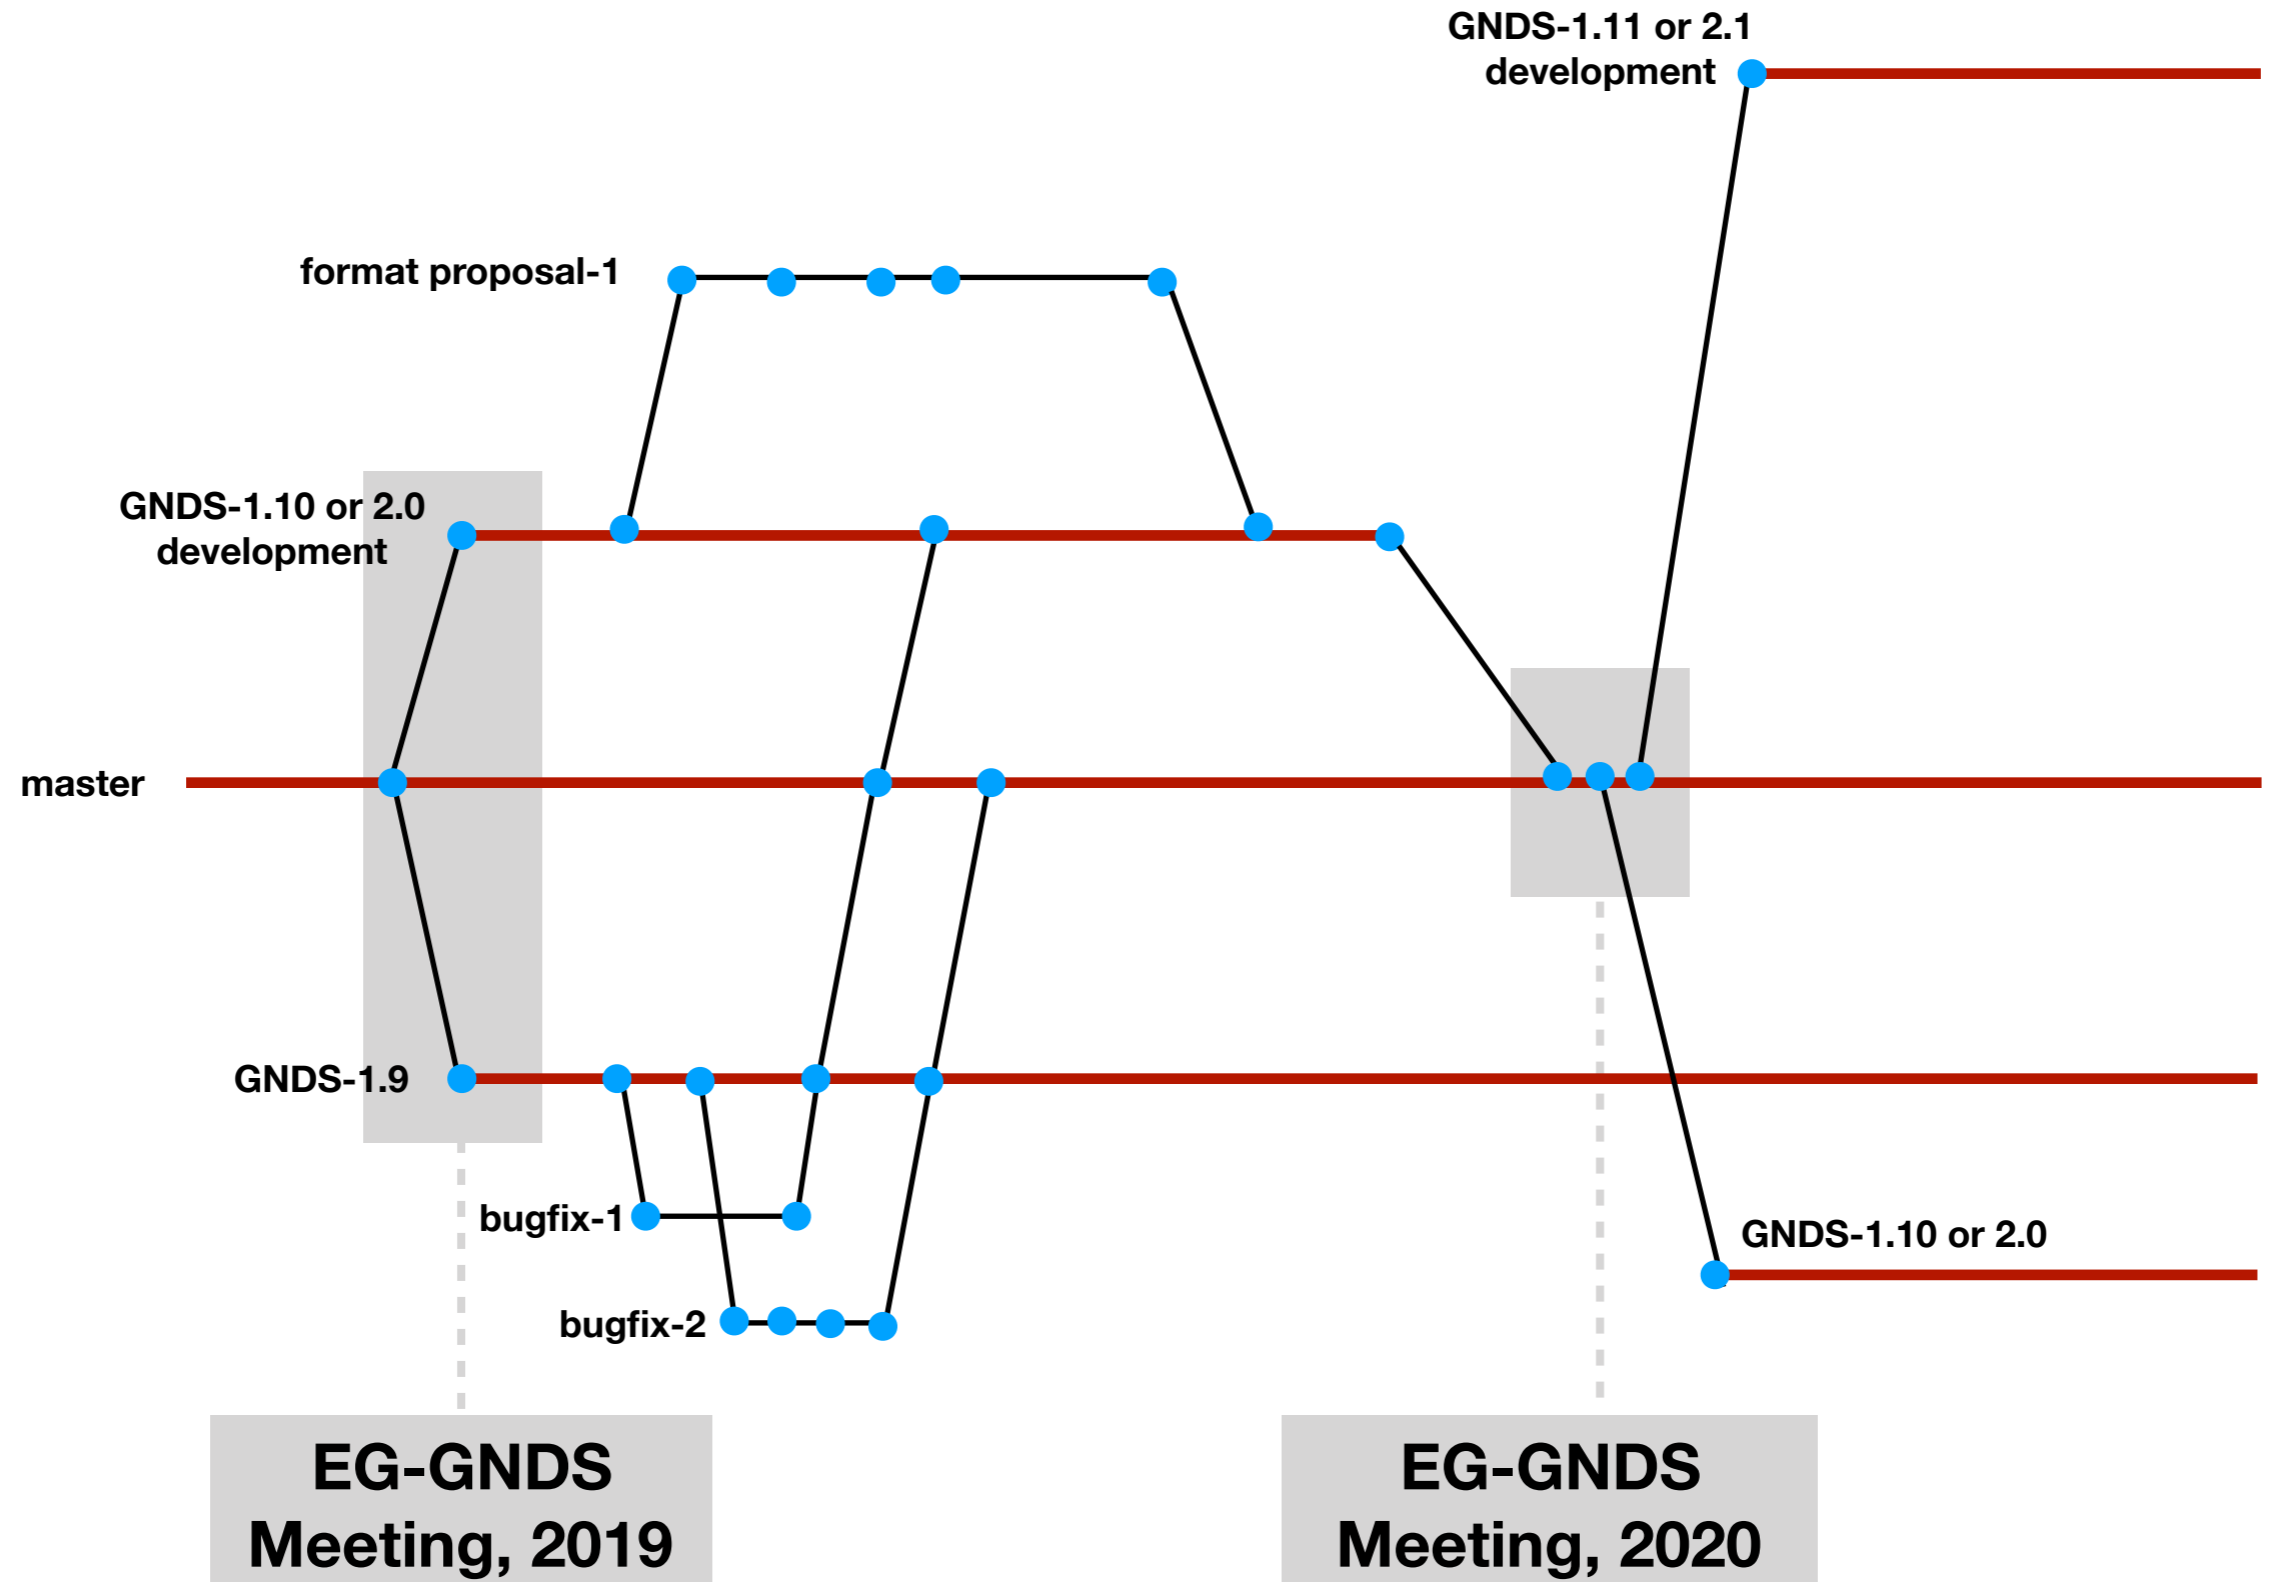 GNDS-1.11 or 2.1
development
format proposal-1
GNDS-1.10 or 2.0
development
master
GNDS-1.9
bugfix-1
GNDS-1.10 or 2.0
bugfix-2
EG-GNDS
Meeting, 2019
EG-GNDS
Meeting, 2020